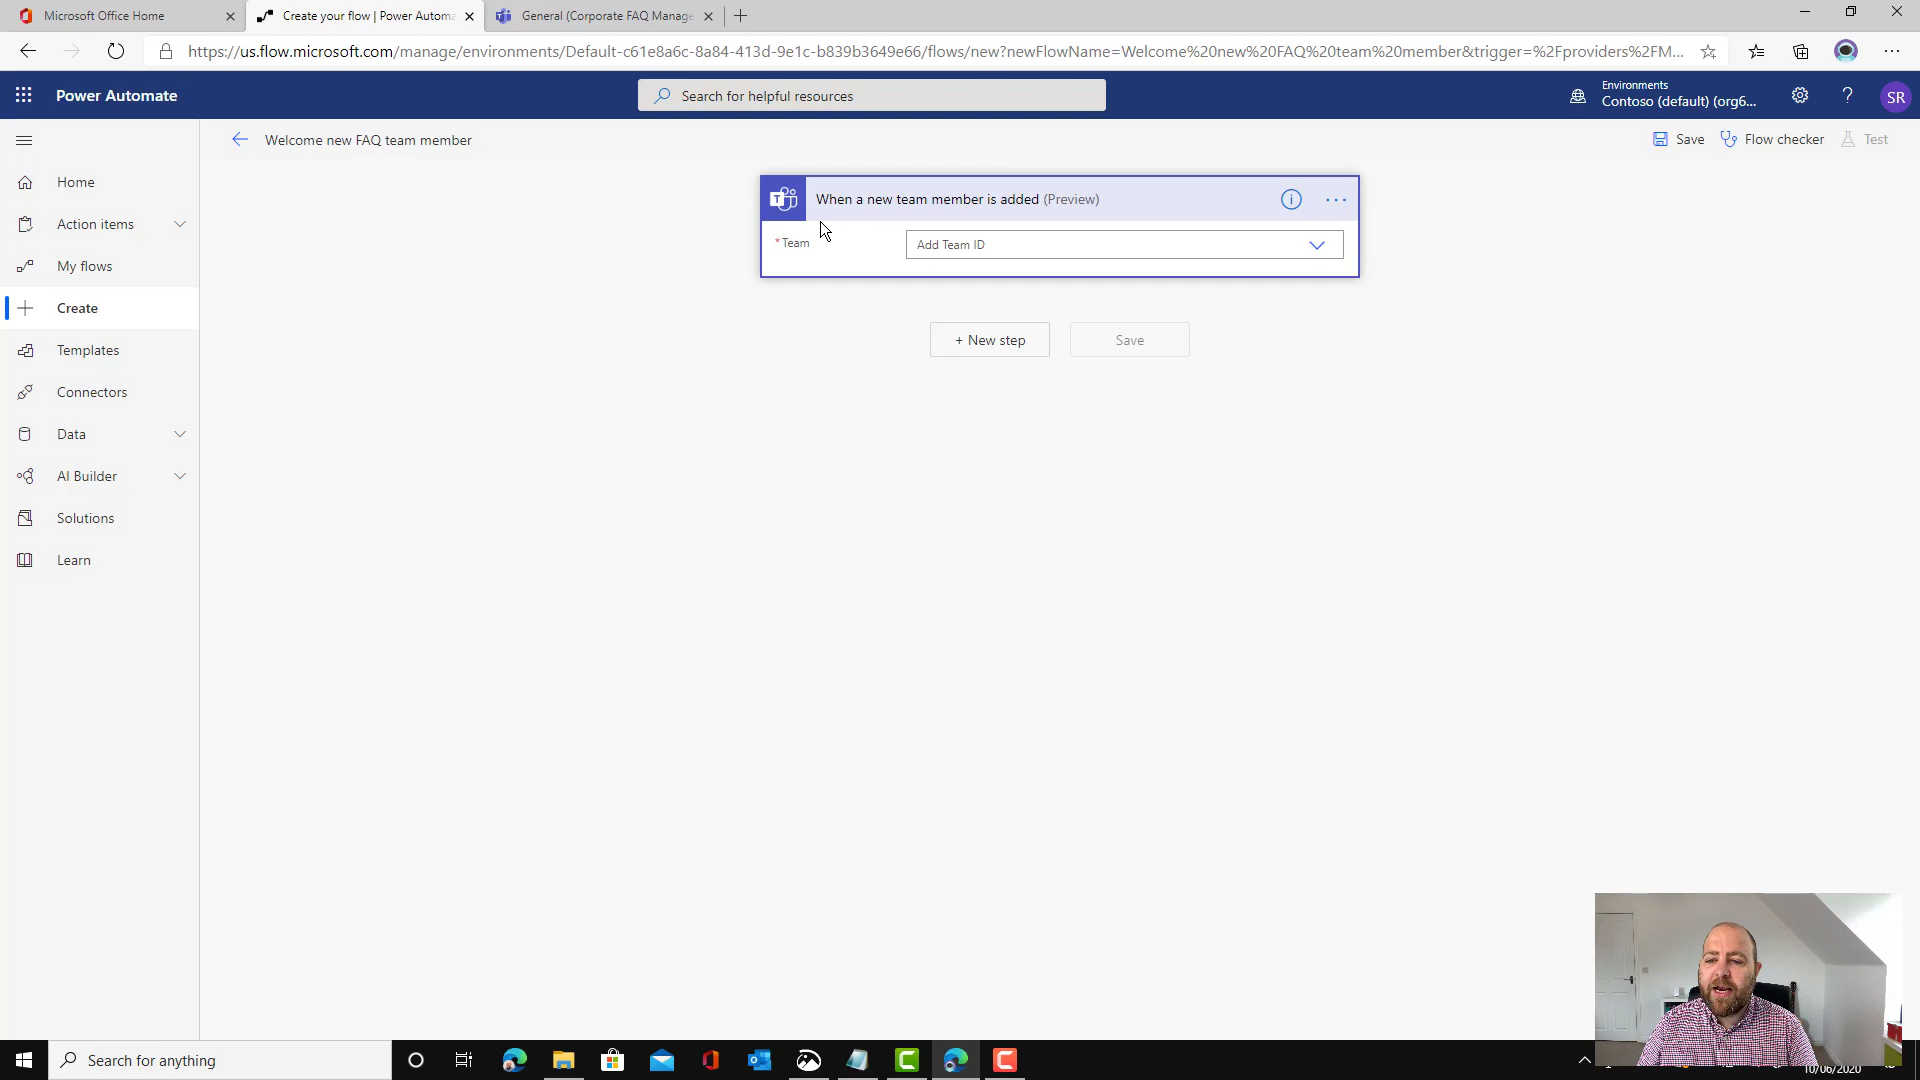 Microsoft Office Home
Create your flow | Power Automa
General (Corporate FAQ Manage
https://us.flow.microsoft.com/manage/environments/Default-c61e8a6c-8a84-413d-9e1c-b839b3649e66/flows/new?newFlowName=Welcome%20new%20FAQ%20team%20member&trigger=%2Fproviders%2FM...
Power Automate
Search for helpful resources
Environments
Contoso (default) (org6...
SR
Welcome new FAQ team member
Save
Flow checker
Test
Home
Action items
My flows
Create
Templates
Connectors
Data
AI Builder
Solutions
Learn
When a new team member is added (Preview)
*Team
Add Team ID
+ New step
Save
Search for anything
10/06/2020